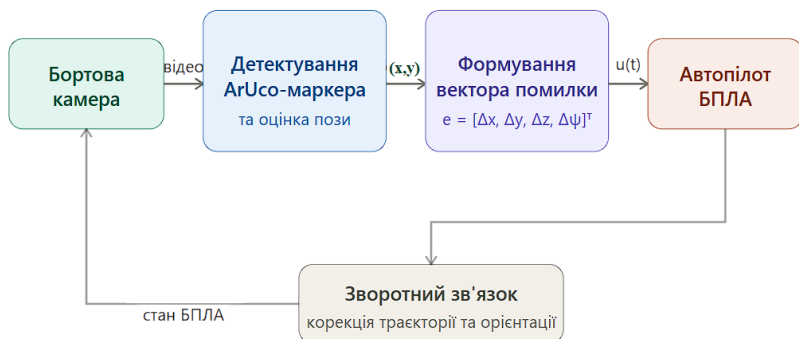 Бортова
камера
відео
Детектування
ArUco-маркера
та оцінка пози
(x,y)
Формування
вектора помилки
e = [Δx, Δy, Δz, Δψ]ᵀ
u(t)
Автопілот
БПЛА
Зворотний зв'язок
корекція траєкторії та орієнтації
стан БПЛА